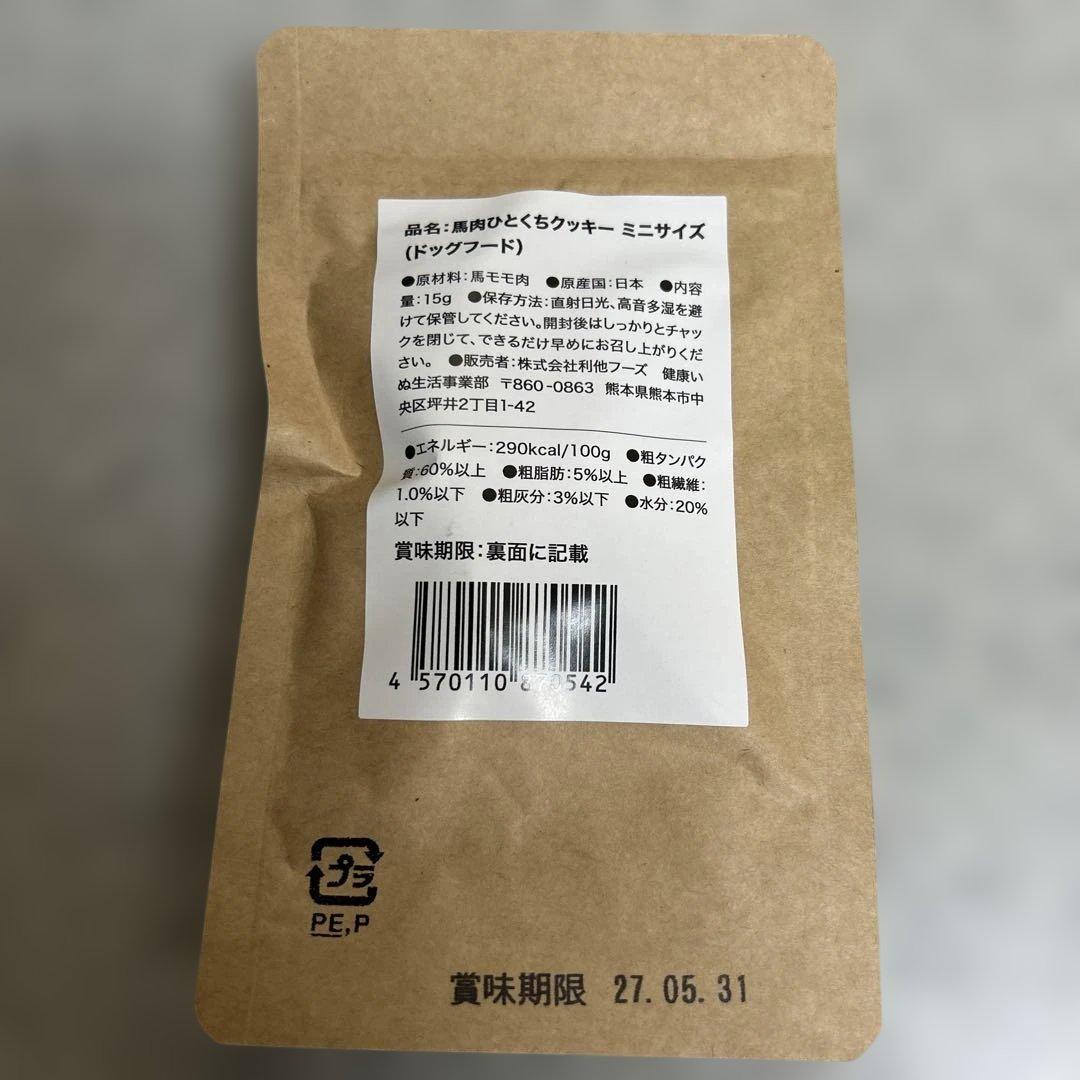 品名：馬肉ひとくちクッキー ミニサイズ
(ドッグフード)
●原材料：馬モモ肉 ●原産国：日本 ●内容
量：15g ●保存方法：直射日光、高音多湿を避
けて保管してください。開封後はしっかりとチャッ
クを閉じて、できるだけ早めにお召し上がりくだ
さい。 ●販売者：株式会社利他フーズ 健康い
ぬ生活事業部 〒860-0863 熊本県熊本市中
央区坪井2丁目1-42
●エネルギー：290kcal/100g ●粗タンパク
質：60%以上 ●粗脂肪：5%以上 ●粗繊維：
1.0%以下 ●粗灰分：3%以下 ●水分：20%
以下
賞味期限：裏面に記載
4 570110 870542
プラ
PE,P
賞味期限 27.05.31